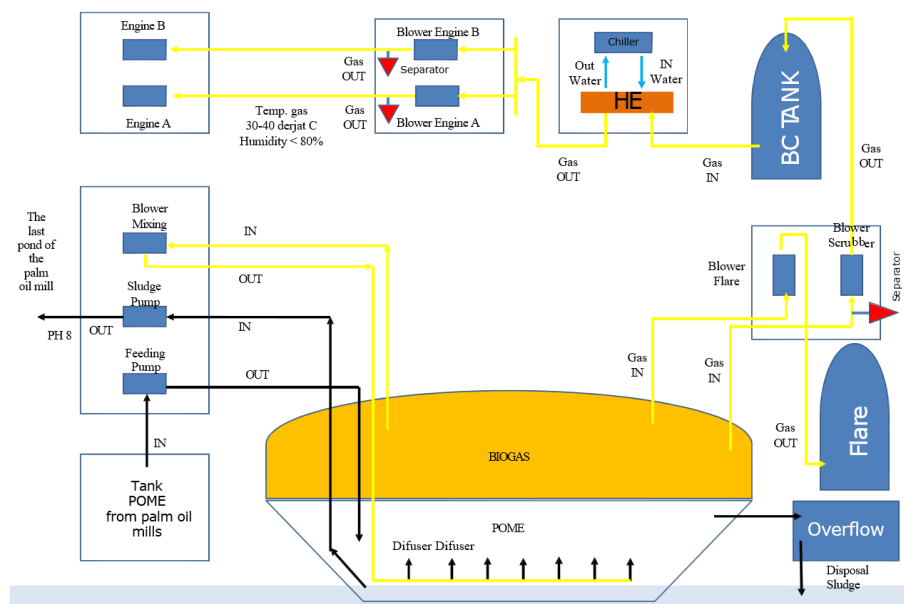 Engine B
Engine A
Blower Engine B
Gas
OUT
Separator
Gas
OUT
Blower Engine A
Temp. gas
30-40 derjat C
Humidity < 80%
Chiller
Out
Water
IN
Water
HE
Gas
OUT
Gas
IN
BC TANK
Gas
OUT
The
last
pond of
the
palm
oil mill
Blower
Mixing
IN
OUT
Sludge
Pump
OUT
PH 8
IN
Feeding
Pump
OUT
IN
Tank
POME
from palm oil
mills
Blower
Flare
Blower
Scrubber
Separator
Gas
IN
Gas
IN
Gas
OUT
Flare
BIOGAS
POME
Difuser Difuser
Overflow
Disposal
Sludge